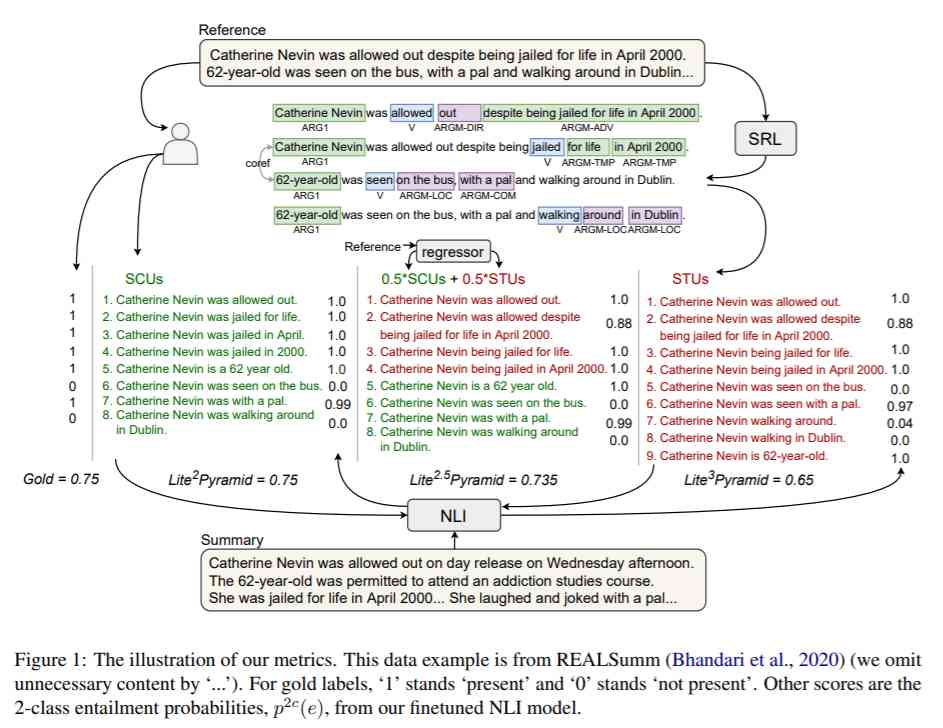 Reference
Catherine Nevin was allowed out despite being jailed for life in April 2000.
62-year-old was seen on the bus, with a pal and walking around in Dublin...
Catherine Nevin was allowed out despite being jailed for life in April 2000.
ARG1 V ARGM-DIR ARGM-ADV
SRL
Catherine Nevin was allowed out despite being jailed for life in April 2000.
ARG1 V ARGM-TMP ARGM-TMP
coref
62-year-old was seen on the bus, with a pal and walking around in Dublin.
ARG1 V ARGM-LOC ARGM-COM
62-year-old was seen on the bus, with a pal and walking around in Dublin.
ARG1 V ARGM-LOC ARGM-LOC
Reference
regressor
SCUs
1 1. Catherine Nevin was allowed out. 1.0
1 2. Catherine Nevin was jailed for life. 1.0
1 3. Catherine Nevin was jailed in April. 1.0
1 4. Catherine Nevin was jailed in 2000. 1.0
1 5. Catherine Nevin is a 62 year old. 1.0
0 6. Catherine Nevin was seen on the bus. 0.0
1 7. Catherine Nevin was with a pal. 0.99
0 8. Catherine Nevin was walking around
in Dublin. 0.0
0.5*SCUs + 0.5*STUs
1. Catherine Nevin was allowed out. 1.0
2. Catherine Nevin was allowed despite
being jailed for life in April 2000. 0.88
3. Catherine Nevin being jailed for life. 1.0
4. Catherine Nevin being jailed in April 2000. 1.0
5. Catherine Nevin is a 62 year old. 1.0
6. Catherine Nevin was seen on the bus. 0.0
7. Catherine Nevin was with a pal. 0.99
8. Catherine Nevin was walking around
in Dublin. 0.0
STUs
1. Catherine Nevin was allowed out. 1.0
2. Catherine Nevin was allowed despite
being jailed for life in April 2000. 0.88
3. Catherine Nevin being jailed for life. 1.0
4. Catherine Nevin being jailed in April 2000. 1.0
5. Catherine Nevin was seen on the bus. 0.0
6. Catherine Nevin was seen with a pal. 0.97
7. Catherine Nevin walking around. 0.04
8. Catherine Nevin walking in Dublin. 0.0
9. Catherine Nevin is 62-year-old. 1.0
Gold = 0.75 Lite²Pyramid = 0.75 Lite²·⁵Pyramid = 0.735 Lite³Pyramid = 0.65
NLI
Summary
Catherine Nevin was allowed out on day release on Wednesday afternoon.
The 62-year-old was permitted to attend an addiction studies course.
She was jailed for life in April 2000... She laughed and joked with a pal...
Figure 1: The illustration of our metrics. This data example is from REALSumm (Bhandari et al., 2020) (we omit
unnecessary content by ‘...’). For gold labels, ‘1’ stands ‘present’ and ‘0’ stands ‘not present’. Other scores are the
2-class entailment probabilities, p²ᶜ(e), from our finetuned NLI model.